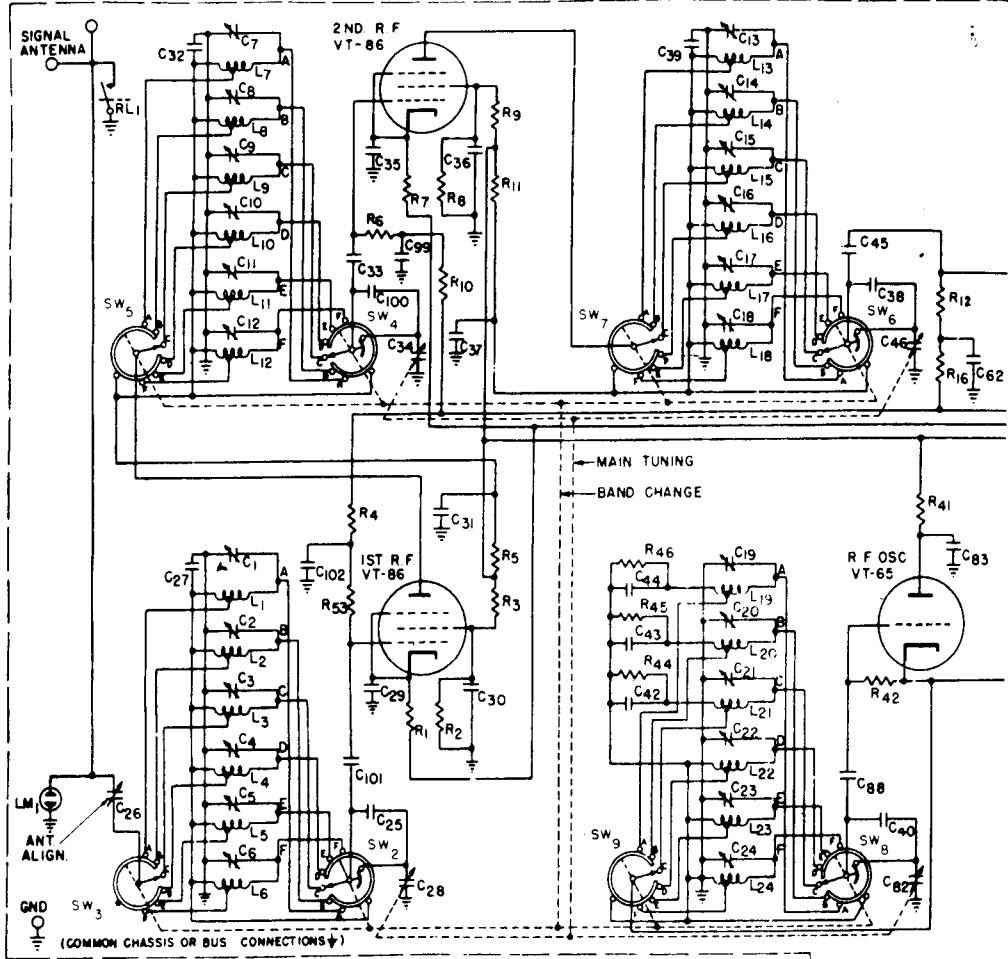 SIGNAL
ANTENNA
RL1
C32
C7
A
L7
C8
B
L8
C9
C
L9
C10
D
L10
C11
E
L11
C12
F
L12
SW5
SW4
2ND. R.F
VT-86
C35
C36
R7
R8
R9
R11
R6
C99
C33
R10
C100
C34
C37
C39
C13
A
L13
C14
B
L14
C15
C
L15
C16
D
L16
C17
E
L17
C18
F
L18
SW7
SW6
C45
C38
C46
R12
R16
C62
MAIN TUNING
BAND CHANGE
R4
C31
C102
R53
1ST R.F
VT-86
R5
R3
C29
C30
R1
R2
C101
C25
C28
C27
C1
A
L1
C2
B
L2
C3
C
L3
C4
D
L4
C5
E
L5
C6
F
L6
SW3
SW2
LM1
C26
ANT.
ALIGN.
GND
(COMMON CHASSIS OR BUS CONNECTIONS)
R46
C44
R45
C43
R44
C42
C19
A
L19
C20
B
L20
C21
C
L21
C22
D
L22
C23
E
L23
C24
F
L24
SW9
SW8
R41
C83
R F OSC
VT-65
R42
C88
C40
C82